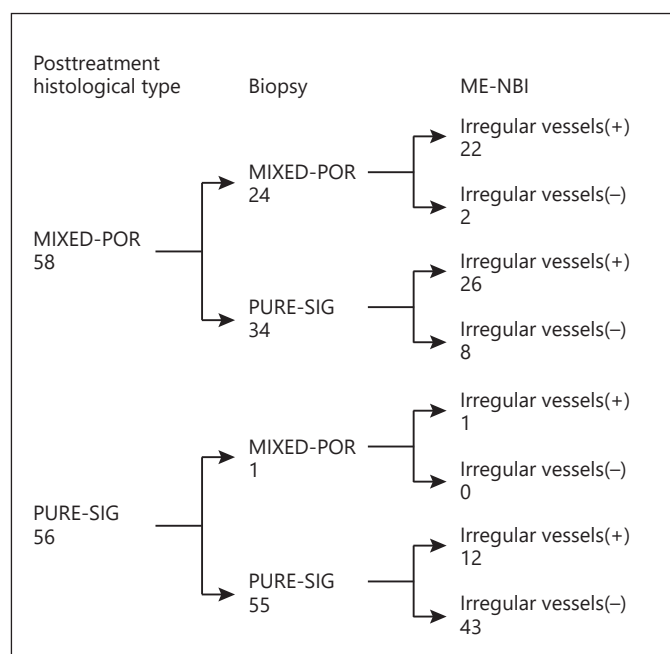 Posttreatment
histological type
Biopsy
ME-NBI
MIXED-POR
58
MIXED-POR
24
Irregular vessels(+)
22
Irregular vessels(–)
2
PURE-SIG
34
Irregular vessels(+)
26
Irregular vessels(–)
8
PURE-SIG
56
MIXED-POR
1
Irregular vessels(+)
1
Irregular vessels(–)
0
PURE-SIG
55
Irregular vessels(+)
12
Irregular vessels(–)
43